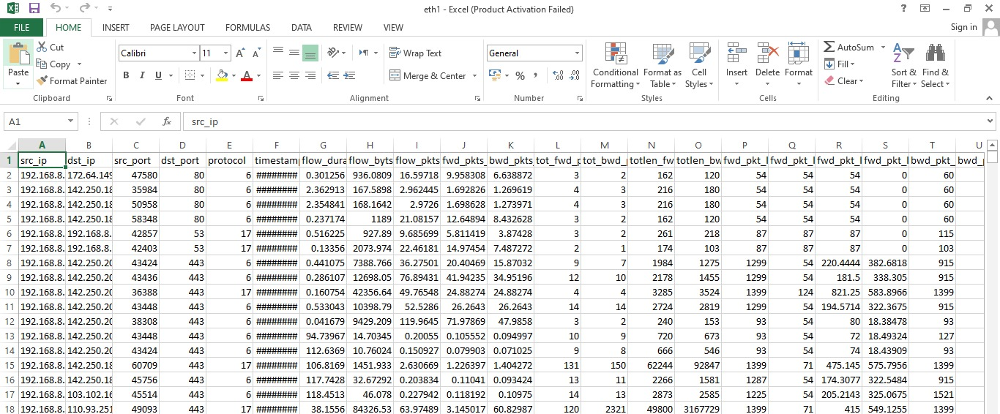 eth1 - Excel (Product Activation Failed)
FILE HOME INSERT PAGE LAYOUT FORMULAS DATA REVIEW VIEW Sign in
Paste Cut Copy Format Painter Clipboard
Calibri 11 A A B I U A Font
Wrap Text Merge & Center Alignment
General % , .0 .00 Number
Conditional Formatting Format as Table Cell Styles Styles
Insert Delete Format Cells
AutoSum Fill Clear Sort & Filter Find & Select Editing
A1 fx src_ip
A B C D E F G H I J K L M N O P Q R S T U
1 src_ip dst_ip src_port dst_port protocol timestamp flow_dura flow_byts flow_pkts fwd_pkts_ bwd_pkts tot_fwd_p tot_bwd_ totlen_fw totlen_bw fwd_pkt_l fwd_pkt_l fwd_pkt_l fwd_pkt_l bwd_pkt_ bwd_p
2 192.168.8. 172.64.149 47580 80 6 ######## 0.301256 936.0809 16.59718 9.958308 6.638872 3 2 162 120 54 54 54 0 60
3 192.168.8. 142.250.18 35984 80 6 ######## 2.362913 167.5898 2.962445 1.692826 1.269619 4 3 216 180 54 54 54 0 60
4 192.168.8. 142.250.18 50958 80 6 ######## 2.354841 168.1642 2.9726 1.698628 1.273971 4 3 216 180 54 54 54 0 60
5 192.168.8. 142.250.18 58348 80 6 ######## 0.237174 1189 21.08157 12.64894 8.432628 3 2 162 120 54 54 54 0 60
6 192.168.8. 192.168.8. 42857 53 17 ######## 0.516225 927.89 9.685699 5.811419 3.87428 3 2 261 218 87 87 87 0 115
7 192.168.8. 192.168.8. 42403 53 17 ######## 0.13356 2073.974 22.46181 14.97454 7.487272 2 1 174 103 87 87 87 0 103
8 192.168.8. 142.250.20 43424 443 6 ######## 0.441075 7388.766 36.27501 20.40469 15.87032 9 7 1984 1275 1299 54 220.4444 382.6818 915
9 192.168.8. 142.250.20 43436 443 6 ######## 0.286107 12698.05 76.89431 41.94235 34.95196 12 10 2178 1455 1299 54 181.5 338.305 915
10 192.168.8. 142.250.20 36388 443 17 ######## 0.160754 42356.64 49.76548 24.88274 24.88274 4 4 3285 3524 1399 124 821.25 583.8966 1399
11 192.168.8. 142.250.20 43448 443 6 ######## 0.533043 10398.79 52.5286 26.2643 26.2643 14 14 2724 2819 1299 54 194.5714 322.3675 915
12 192.168.8. 142.250.20 38308 443 6 ######## 0.041679 9429.209 119.9645 71.97869 47.9858 3 2 240 153 93 54 80 18.38478 93
13 192.168.8. 142.250.20 43448 443 6 ######## 94.73967 14.70345 0.20055 0.105552 0.094997 10 9 720 673 93 54 72 18.49324 127
14 192.168.8. 142.250.20 43424 443 6 ######## 112.6369 10.76024 0.150927 0.079903 0.071025 9 8 666 546 93 54 74 18.43909 93
15 192.168.8. 142.250.18 60709 443 17 ######## 106.8169 1451.933 2.630669 1.226397 1.404272 131 150 62244 92847 1399 71 475.145 575.7956 1399
16 192.168.8. 142.250.18 45756 443 6 ######## 117.7428 32.67292 0.203834 0.11041 0.093424 13 11 2266 1581 1287 54 174.3077 322.5484 915
17 192.168.8. 103.102.16 45514 443 6 ######## 118.4513 46.078 0.227942 0.118192 0.10975 14 13 2873 2585 1225 54 205.2143 325.0675 1521
18 192.168.8. 110.93.251 49093 443 17 ######## 38.1556 84326.53 63.97489 3.145017 60.82987 120 2321 49800 3167729 1399 71 415 549.1255 1399